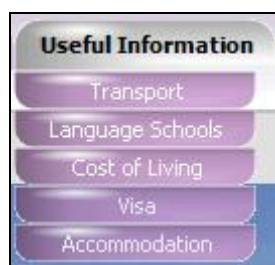 Useful Information
Transport
Language Schools
Cost of Living
Visa
Accommodation